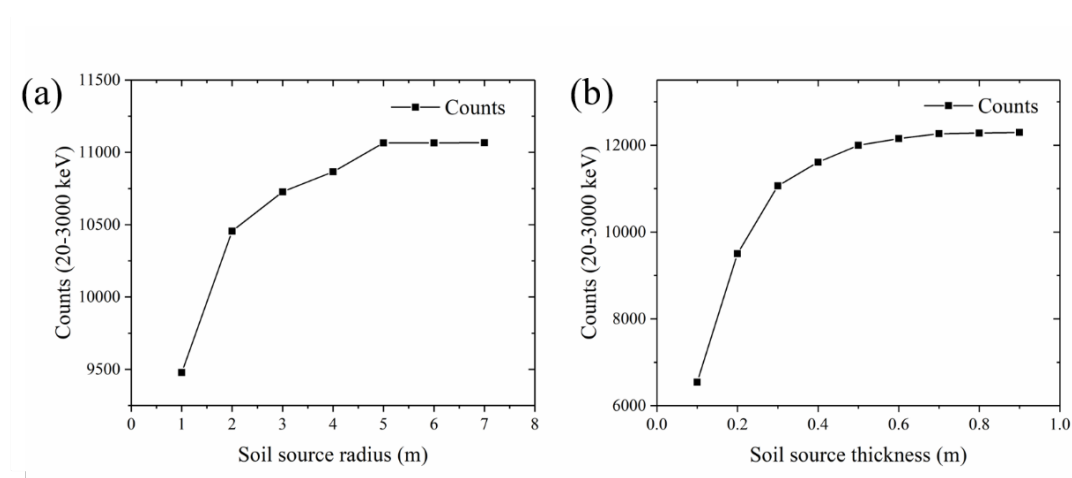 (a)
Counts
Counts (20-3000 keV)
11500
11000
10500
10000
9500
0 1 2 3 4 5 6 7 8
Soil source radius (m)
(b)
Counts
Counts (20-3000 keV)
12000
10000
8000
6000
0.0 0.2 0.4 0.6 0.8 1.0
Soil source thickness (m)